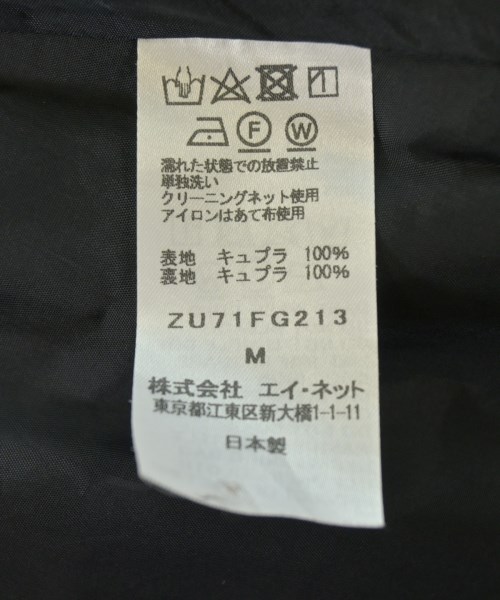 F W
濡れた状態での放置禁止
単独洗い
クリーニングネット使用
アイロンはあて布使用
表地 キュプラ 100%
裏地 キュプラ 100%
ZU71FG213
M
株式会社 エイ・ネット
東京都江東区新大橋1-1-11
日本製